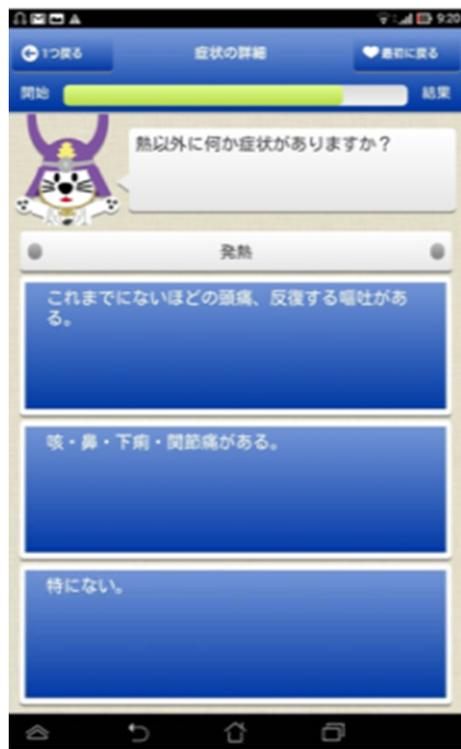 9:20
1つ戻る
症状の詳細
最初に戻る
開始
結果
熱以外に何か症状がありますか？
発熱
これまでにないほどの頭痛、反復する嘔吐があ
る。
咳・鼻・下痢・関節痛がある。
特にない。